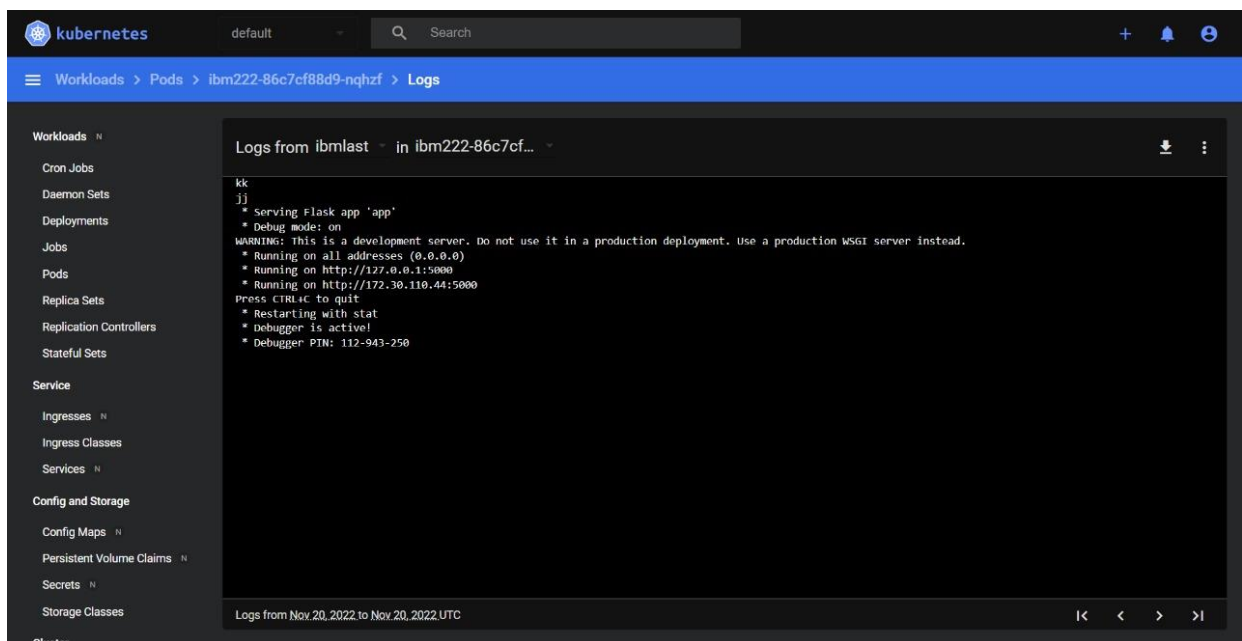 kubernetes
default
Search
Workloads > Pods > ibm222-86c7cf88d9-nqhzf > Logs
Workloads N
Cron Jobs
Daemon Sets
Deployments
Jobs
Pods
Replica Sets
Replication Controllers
Stateful Sets
Service
Ingresses N
Ingress Classes
Services N
Config and Storage
Config Maps N
Persistent Volume Claims N
Secrets N
Storage Classes
Cluster
Logs from ibmlast in ibm222-86c7cf...
kk
jj
* Serving Flask app 'app'
* Debug mode: on
WARNING: This is a development server. Do not use it in a production deployment. Use a production WSGI server instead.
* Running on all addresses (0.0.0.0)
* Running on http://127.0.0.1:5000
* Running on http://172.30.110.44:5000
Press CTRL+C to quit
* Restarting with stat
* Debugger is active!
* Debugger PIN: 112-943-250
Logs from Nov 20, 2022 to Nov 20, 2022 UTC